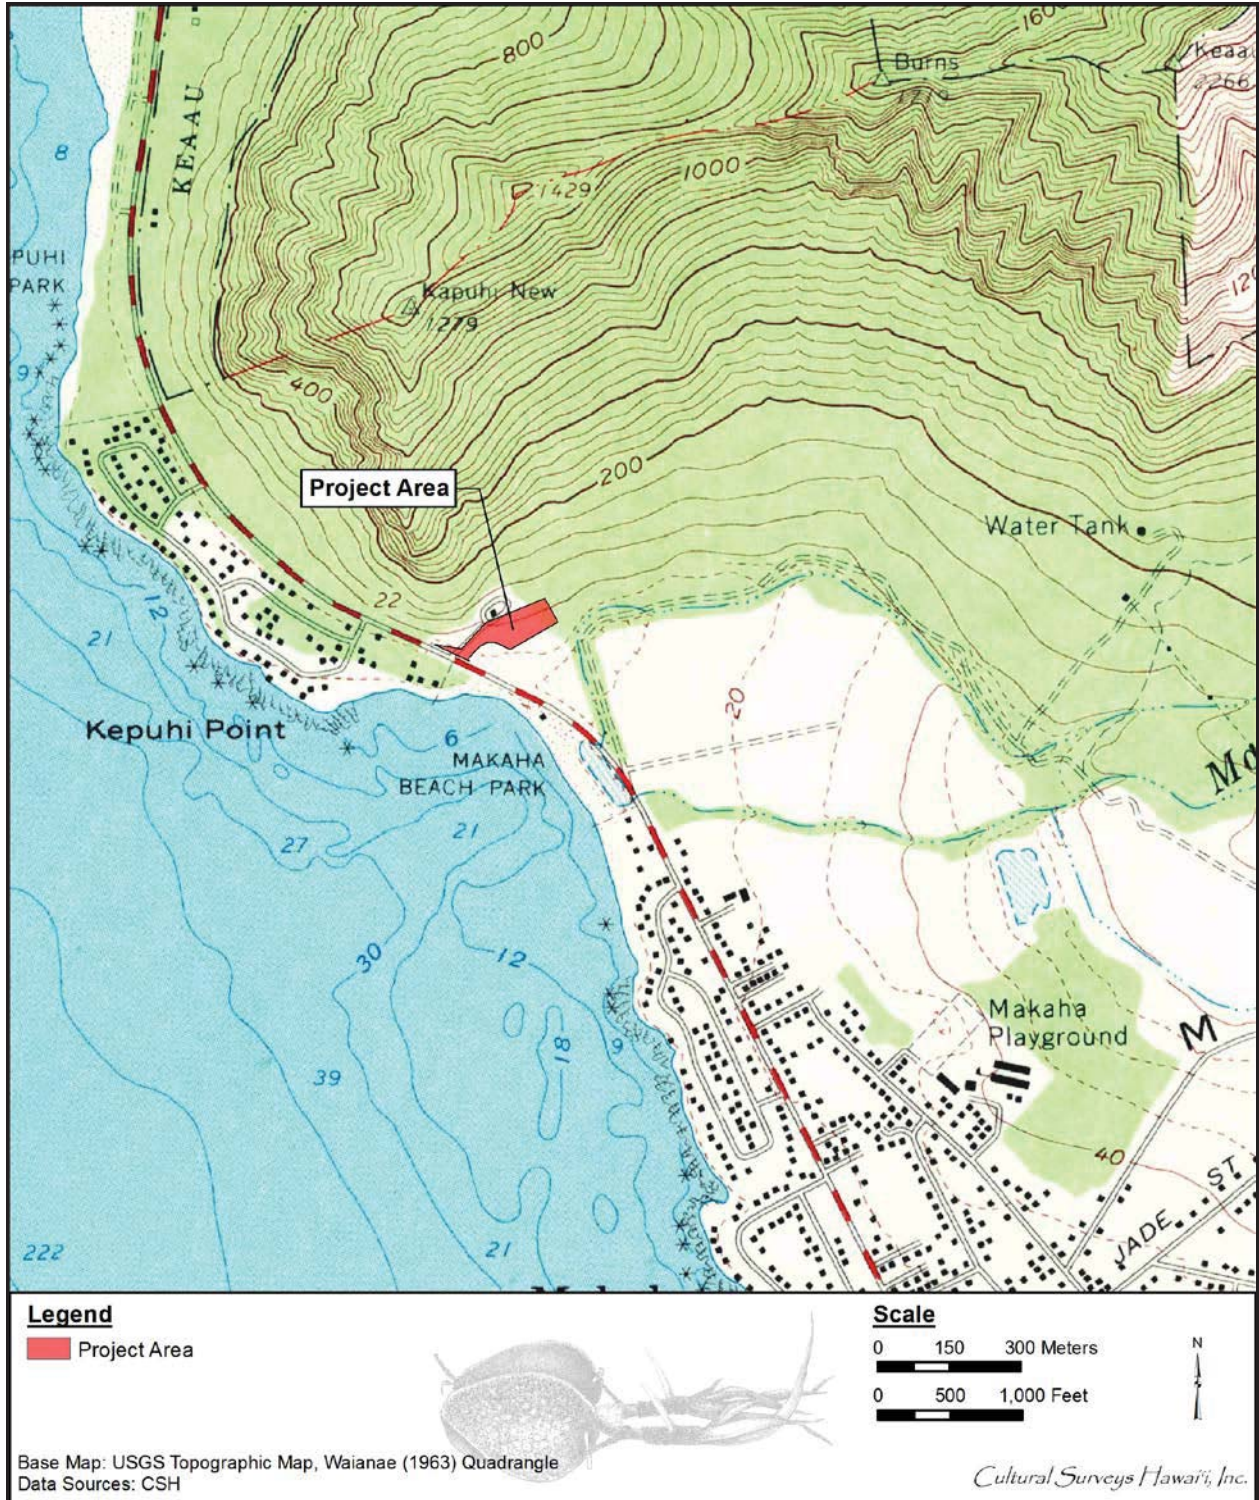 800
1600
Burns
Keaau
2266
8
KEAAU
1000
1429
PUHI
PARK
Kapuhi New
1279
9
400
200
Project Area
Water Tank
12
22
21
20
Kepuhi Point
6
MAKAHA
BEACH PARK
21
27
30
12
Makaha
Playground
M
18
9
39
40
JADE ST
222
21
Legend
Project Area
Scale
0 150 300 Meters
0 500 1,000 Feet
N
Base Map: USGS Topographic Map, Waianae (1963) Quadrangle
Data Sources: CSH
Cultural Surveys Hawai'i, Inc.